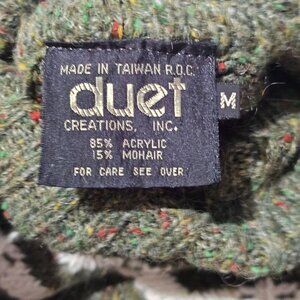 MADE IN TAIWAN R.O.C.
duet
M
CREATIONS, INC.
85% ACRYLIC
15% MOHAIR
FOR CARE SEE OVER